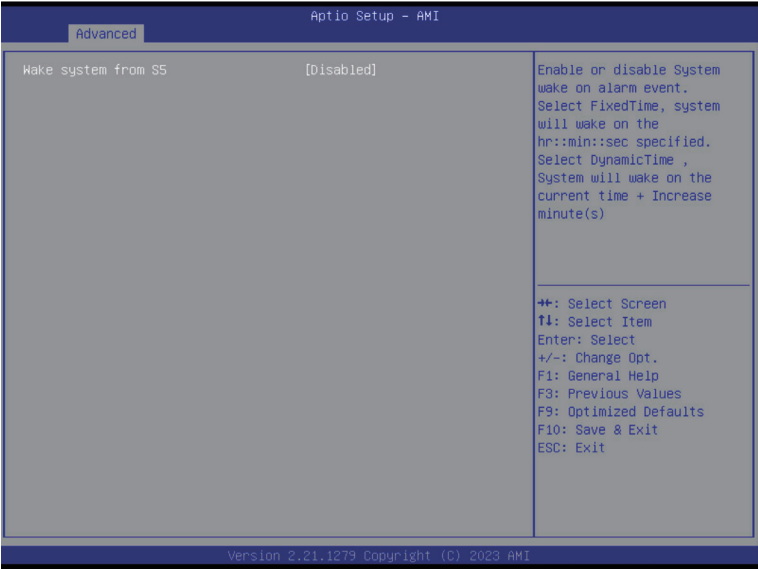 Aptio Setup – AMI
Advanced
Wake system from S5 [Disabled]
Enable or disable System
wake on alarm event.
Select FixedTime, system
will wake on the
hr::min::sec specified.
Select DynamicTime ,
System will wake on the
current time + Increase
minute(s)
→←: Select Screen
↑↓: Select Item
Enter: Select
+/-: Change Opt.
F1: General Help
F3: Previous Values
F9: Optimized Defaults
F10: Save & Exit
ESC: Exit
Version 2.21.1279 Copyright (C) 2023 AMI